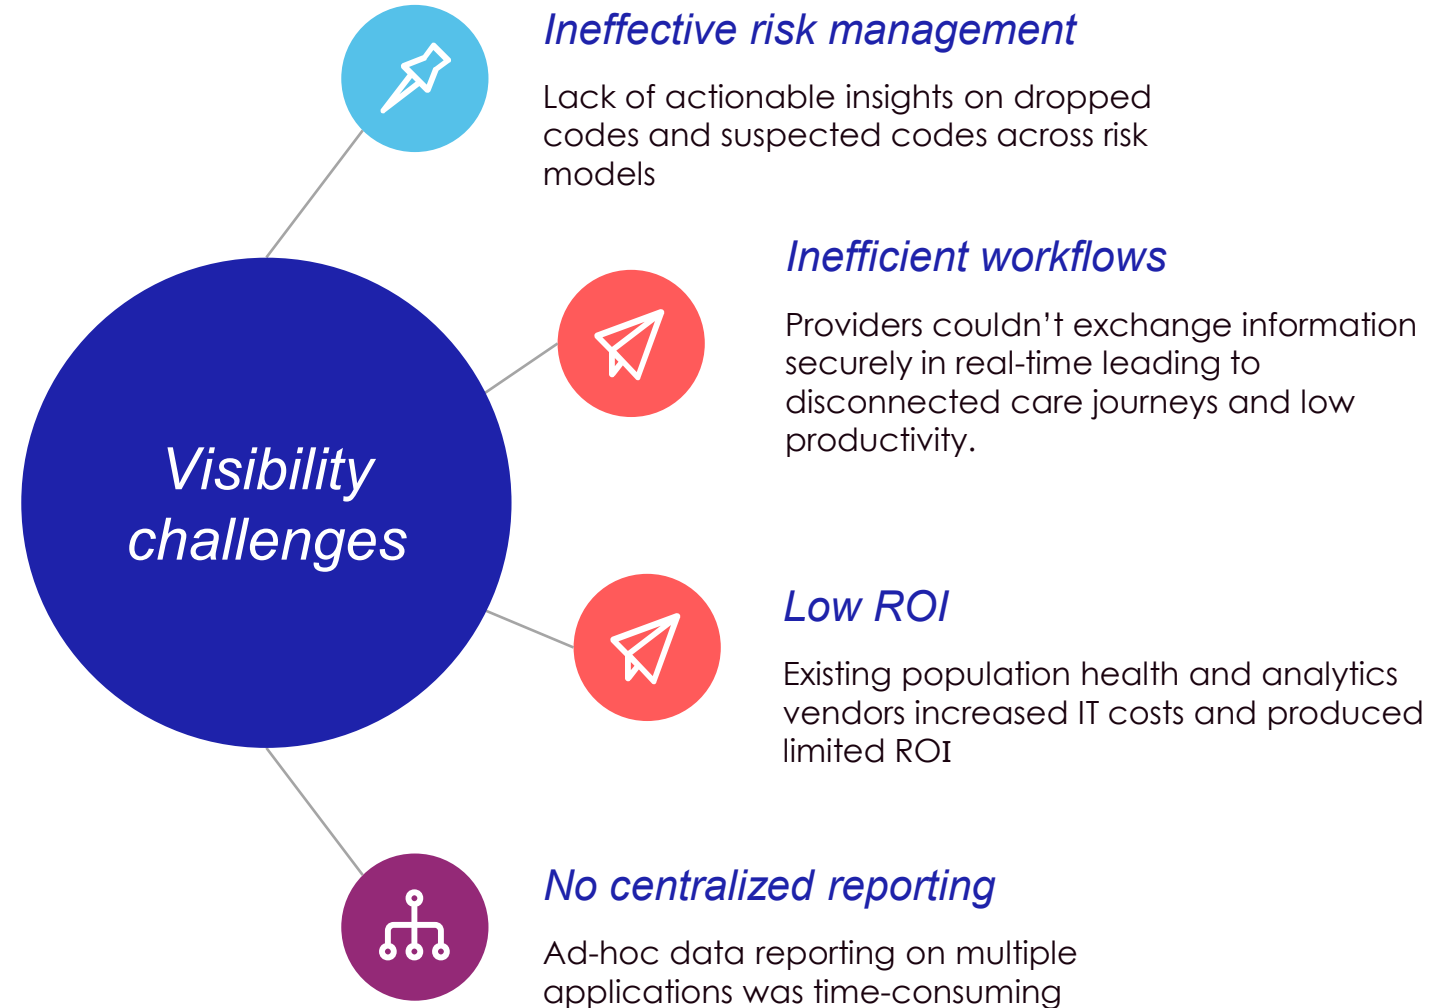 Ineffective risk management
Lack of actionable insights on dropped
codes and suspected codes across risk
models
Inefficient workflows
Providers couldn’t exchange information
securely in real-time leading to
disconnected care journeys and low
productivity.
Visibility
challenges
Low ROI
Existing population health and analytics
vendors increased IT costs and produced
limited ROI
No centralized reporting
Ad-hoc data reporting on multiple
applications was time-consuming